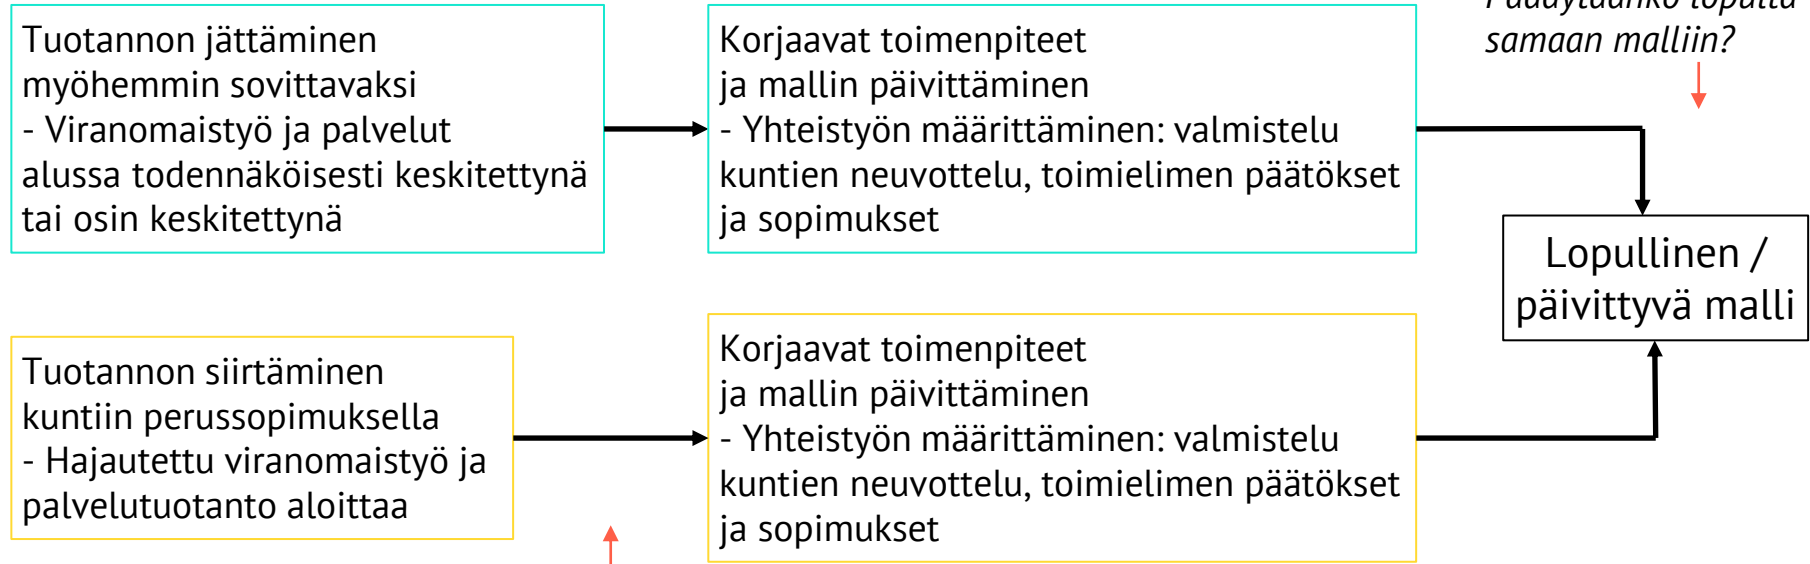 Tuotannon jättäminen
myöhemmin sovittavaksi
- Viranomaistyö ja palvelut
alussa todennäköisesti keskitettynä
tai osin keskitettynä
Korjaavat toimenpiteet
ja mallin päivittäminen
- Yhteistyön määrittäminen: valmistelu
kuntien neuvottelu, toimielimen päätökset
ja sopimukset
samaan malliin?
Lopullinen /
päivittyvä malli
Tuotannon siirtäminen
kuntiin perussopimuksella
- Hajautettu viranomaistyö ja
palvelutuotanto aloittaa
Korjaavat toimenpiteet
ja mallin päivittäminen
- Yhteistyön määrittäminen: valmistelu
kuntien neuvottelu, toimielimen päätökset
ja sopimukset